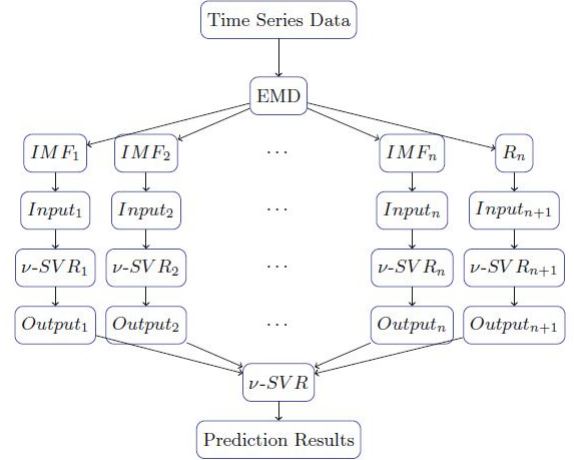 Time Series Data
EMD
IMF₁ IMF₂ ... IMFₙ Rₙ
Input₁ Input₂ ... Inputₙ Inputₙ₊₁
ν-SVR₁ ν-SVR₂ ... ν-SVRₙ ν-SVRₙ₊₁
Output₁ Output₂ ... Outputₙ Outputₙ₊₁
ν-SVR
Prediction Results